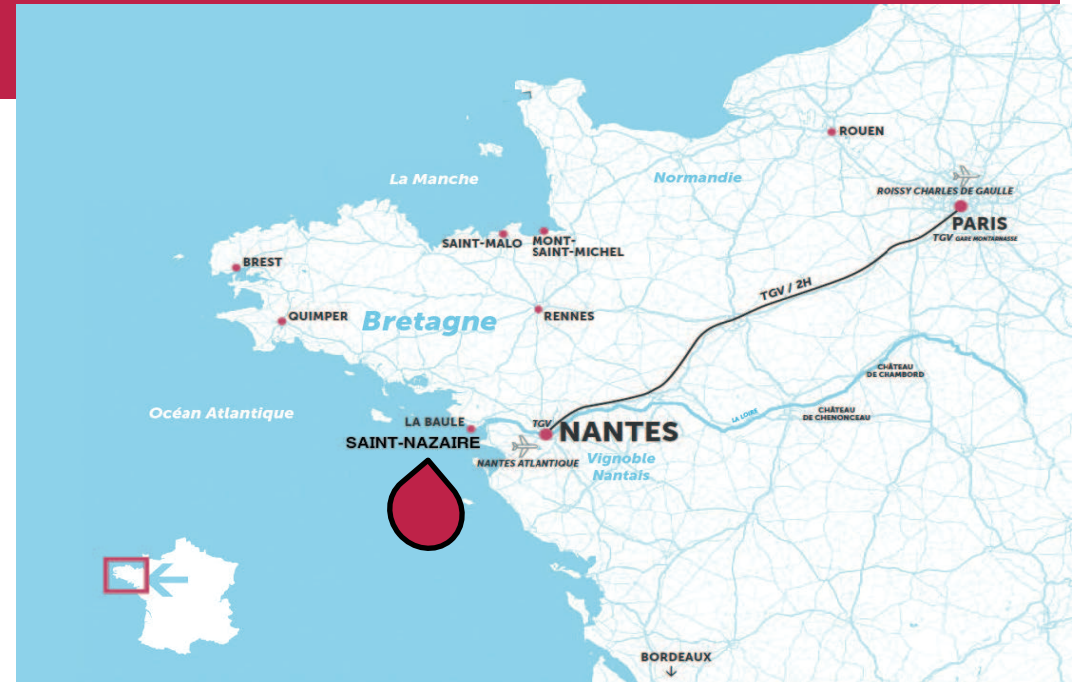 ROUEN
La Manche
Normandie
ROISSY CHARLES DE GAULLE
PARIS
TGV GARE MONTARNASSE
SAINT-MALO
MONT-
SAINT-MICHEL
BREST
TGV / 2H
QUIMPER
Bretagne
RENNES
CHÂTEAU
DE CHAMBORD
Océan Atlantique
LA LOIRE
CHÂTEAU
DE CHENONCEAU
LA BAULE
TGV
NANTES
SAINT-NAZAIRE
NANTES ATLANTIQUE
Vignoble
Nantais
BORDEAUX